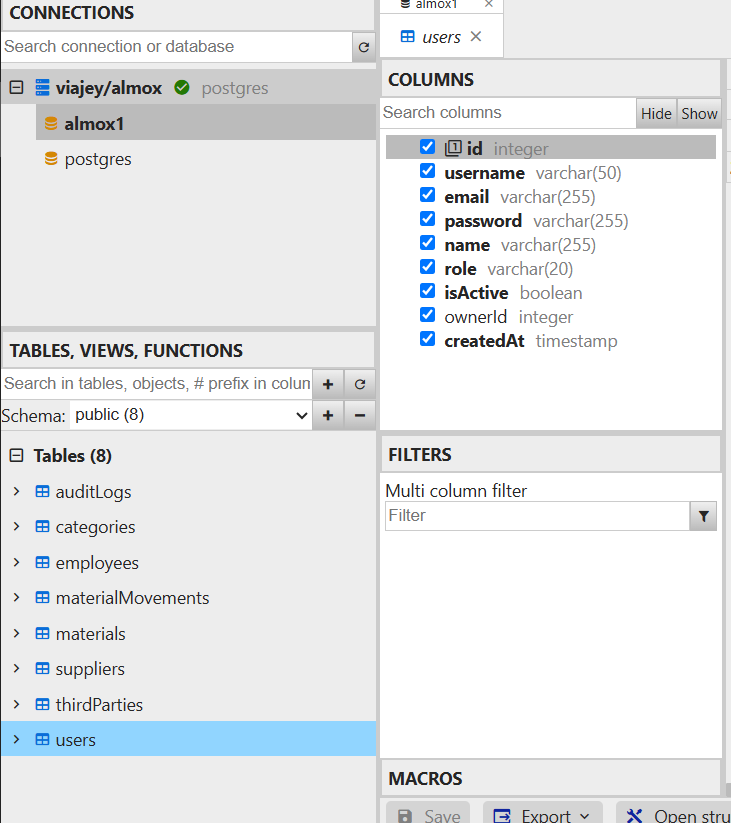 CONNECTIONS
Search connection or database
viajey/almox postgres
almox1
postgres
TABLES, VIEWS, FUNCTIONS
Search in tables, objects, # prefix in colun
Schema: public (8)
Tables (8)
auditLogs
categories
employees
materialMovements
materials
suppliers
thirdParties
users
almox1
users
COLUMNS
Search columns
Hide Show
1 id integer
username varchar(50)
email varchar(255)
password varchar(255)
name varchar(255)
role varchar(20)
isActive boolean
ownerId integer
createdAt timestamp
FILTERS
Multi column filter
Filter
MACROS
Save Export Open stru